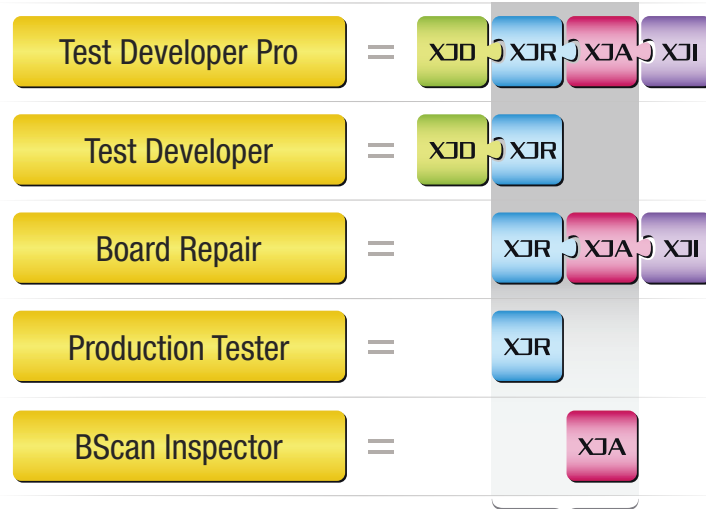 Test Developer Pro = XJD XJR XJA XJI
Test Developer = XJD XJR
Board Repair = XJR XJA XJI
Production Tester = XJR
BScan Inspector = XJA